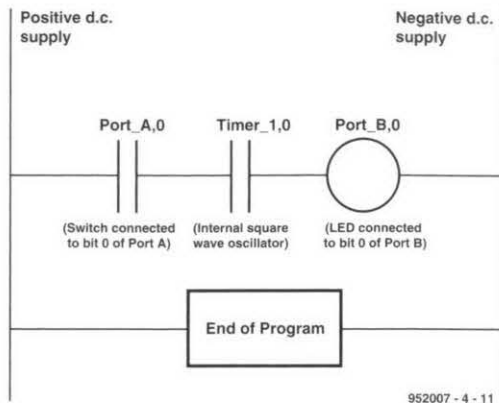 Positive d.c.
supply
Negative d.c.
supply
Port_A,0
Timer_1,0
Port_B,0
(Switch connected
to bit 0 of Port A)
(Internal square
wave oscillator)
(LED connected
to bit 0 of Port B)
End of Program
952007 - 4 - 11